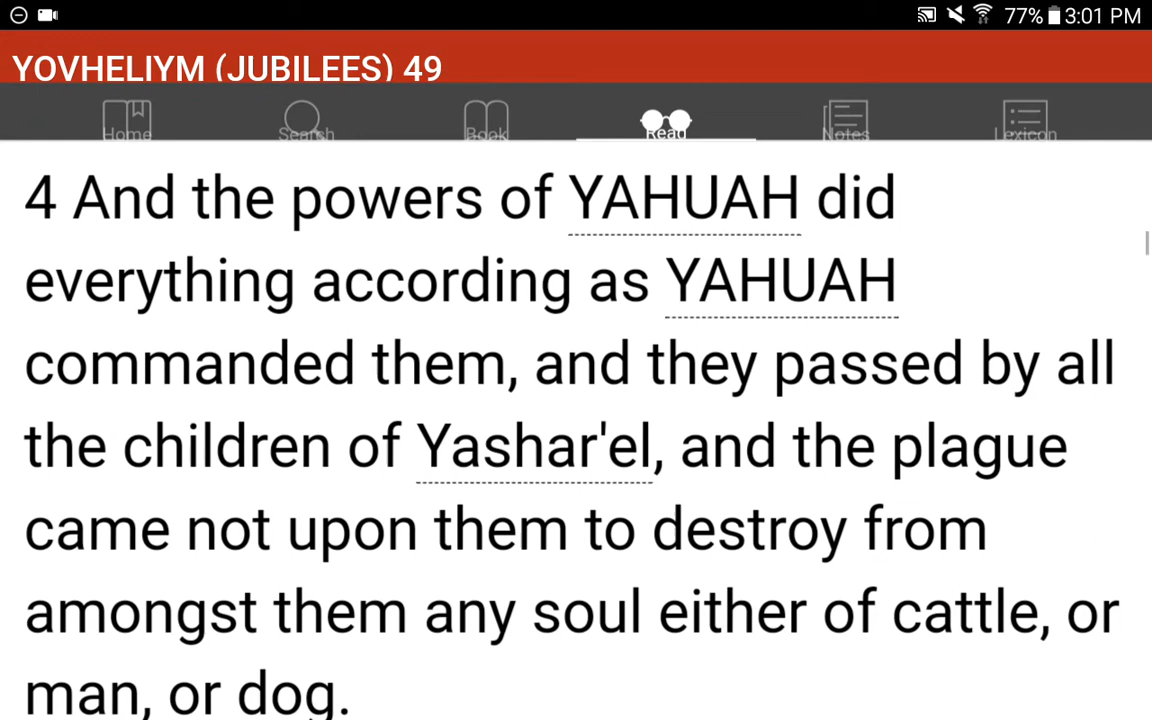 77% 3:01 PM
YOVHELIYM (JUBILEES) 49
Home Search Book Read Notes Lexicon
4 And the powers of YAHUAH did
everything according as YAHUAH
commanded them, and they passed by all
the children of Yashar'el, and the plague
came not upon them to destroy from
amongst them any soul either of cattle, or
man, or dog.